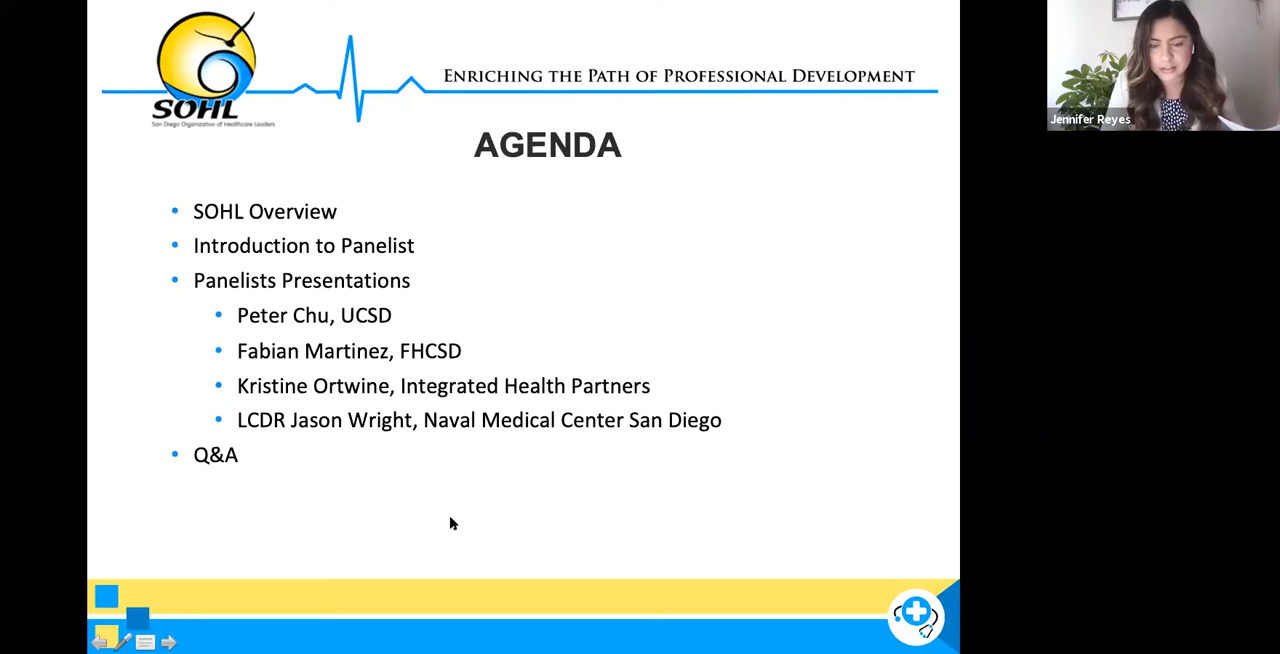 SOHL
San Diego Organization of Healthcare Leaders
ENRICHING THE PATH OF PROFESSIONAL DEVELOPMENT
Jennifer Reyes
AGENDA
• SOHL Overview
• Introduction to Panelist
• Panelists Presentations
• Peter Chu, UCSD
• Fabian Martinez, FHCSD
• Kristine Ortwine, Integrated Health Partners
• LCDR Jason Wright, Naval Medical Center San Diego
• Q&A